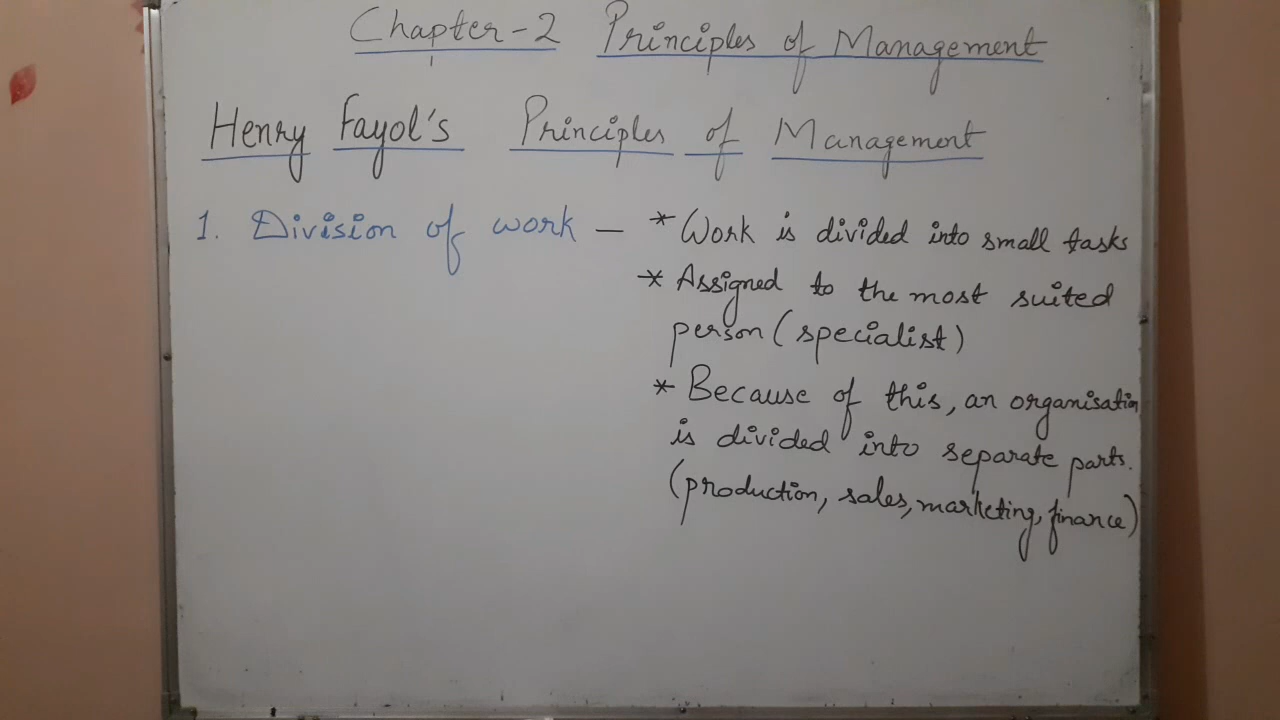 Chapter-2 Principles of Management
Henry Fayol's Principles of Management
1. Division of work – * Work is divided into small tasks
* Assigned to the most suited
person (specialist)
* Because of this, an organisation
is divided into separate parts.
(production, sales, marketing, finance)